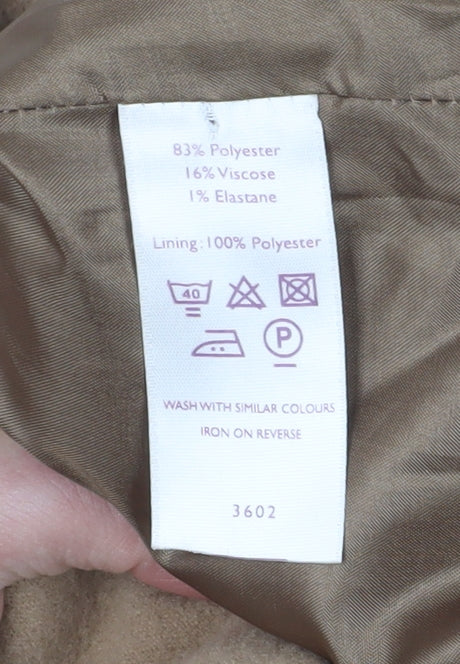 83% Polyester
16% Viscose
1% Elastane
Lining: 100% Polyester
40
P
WASH WITH SIMILAR COLOURS
IRON ON REVERSE
3602